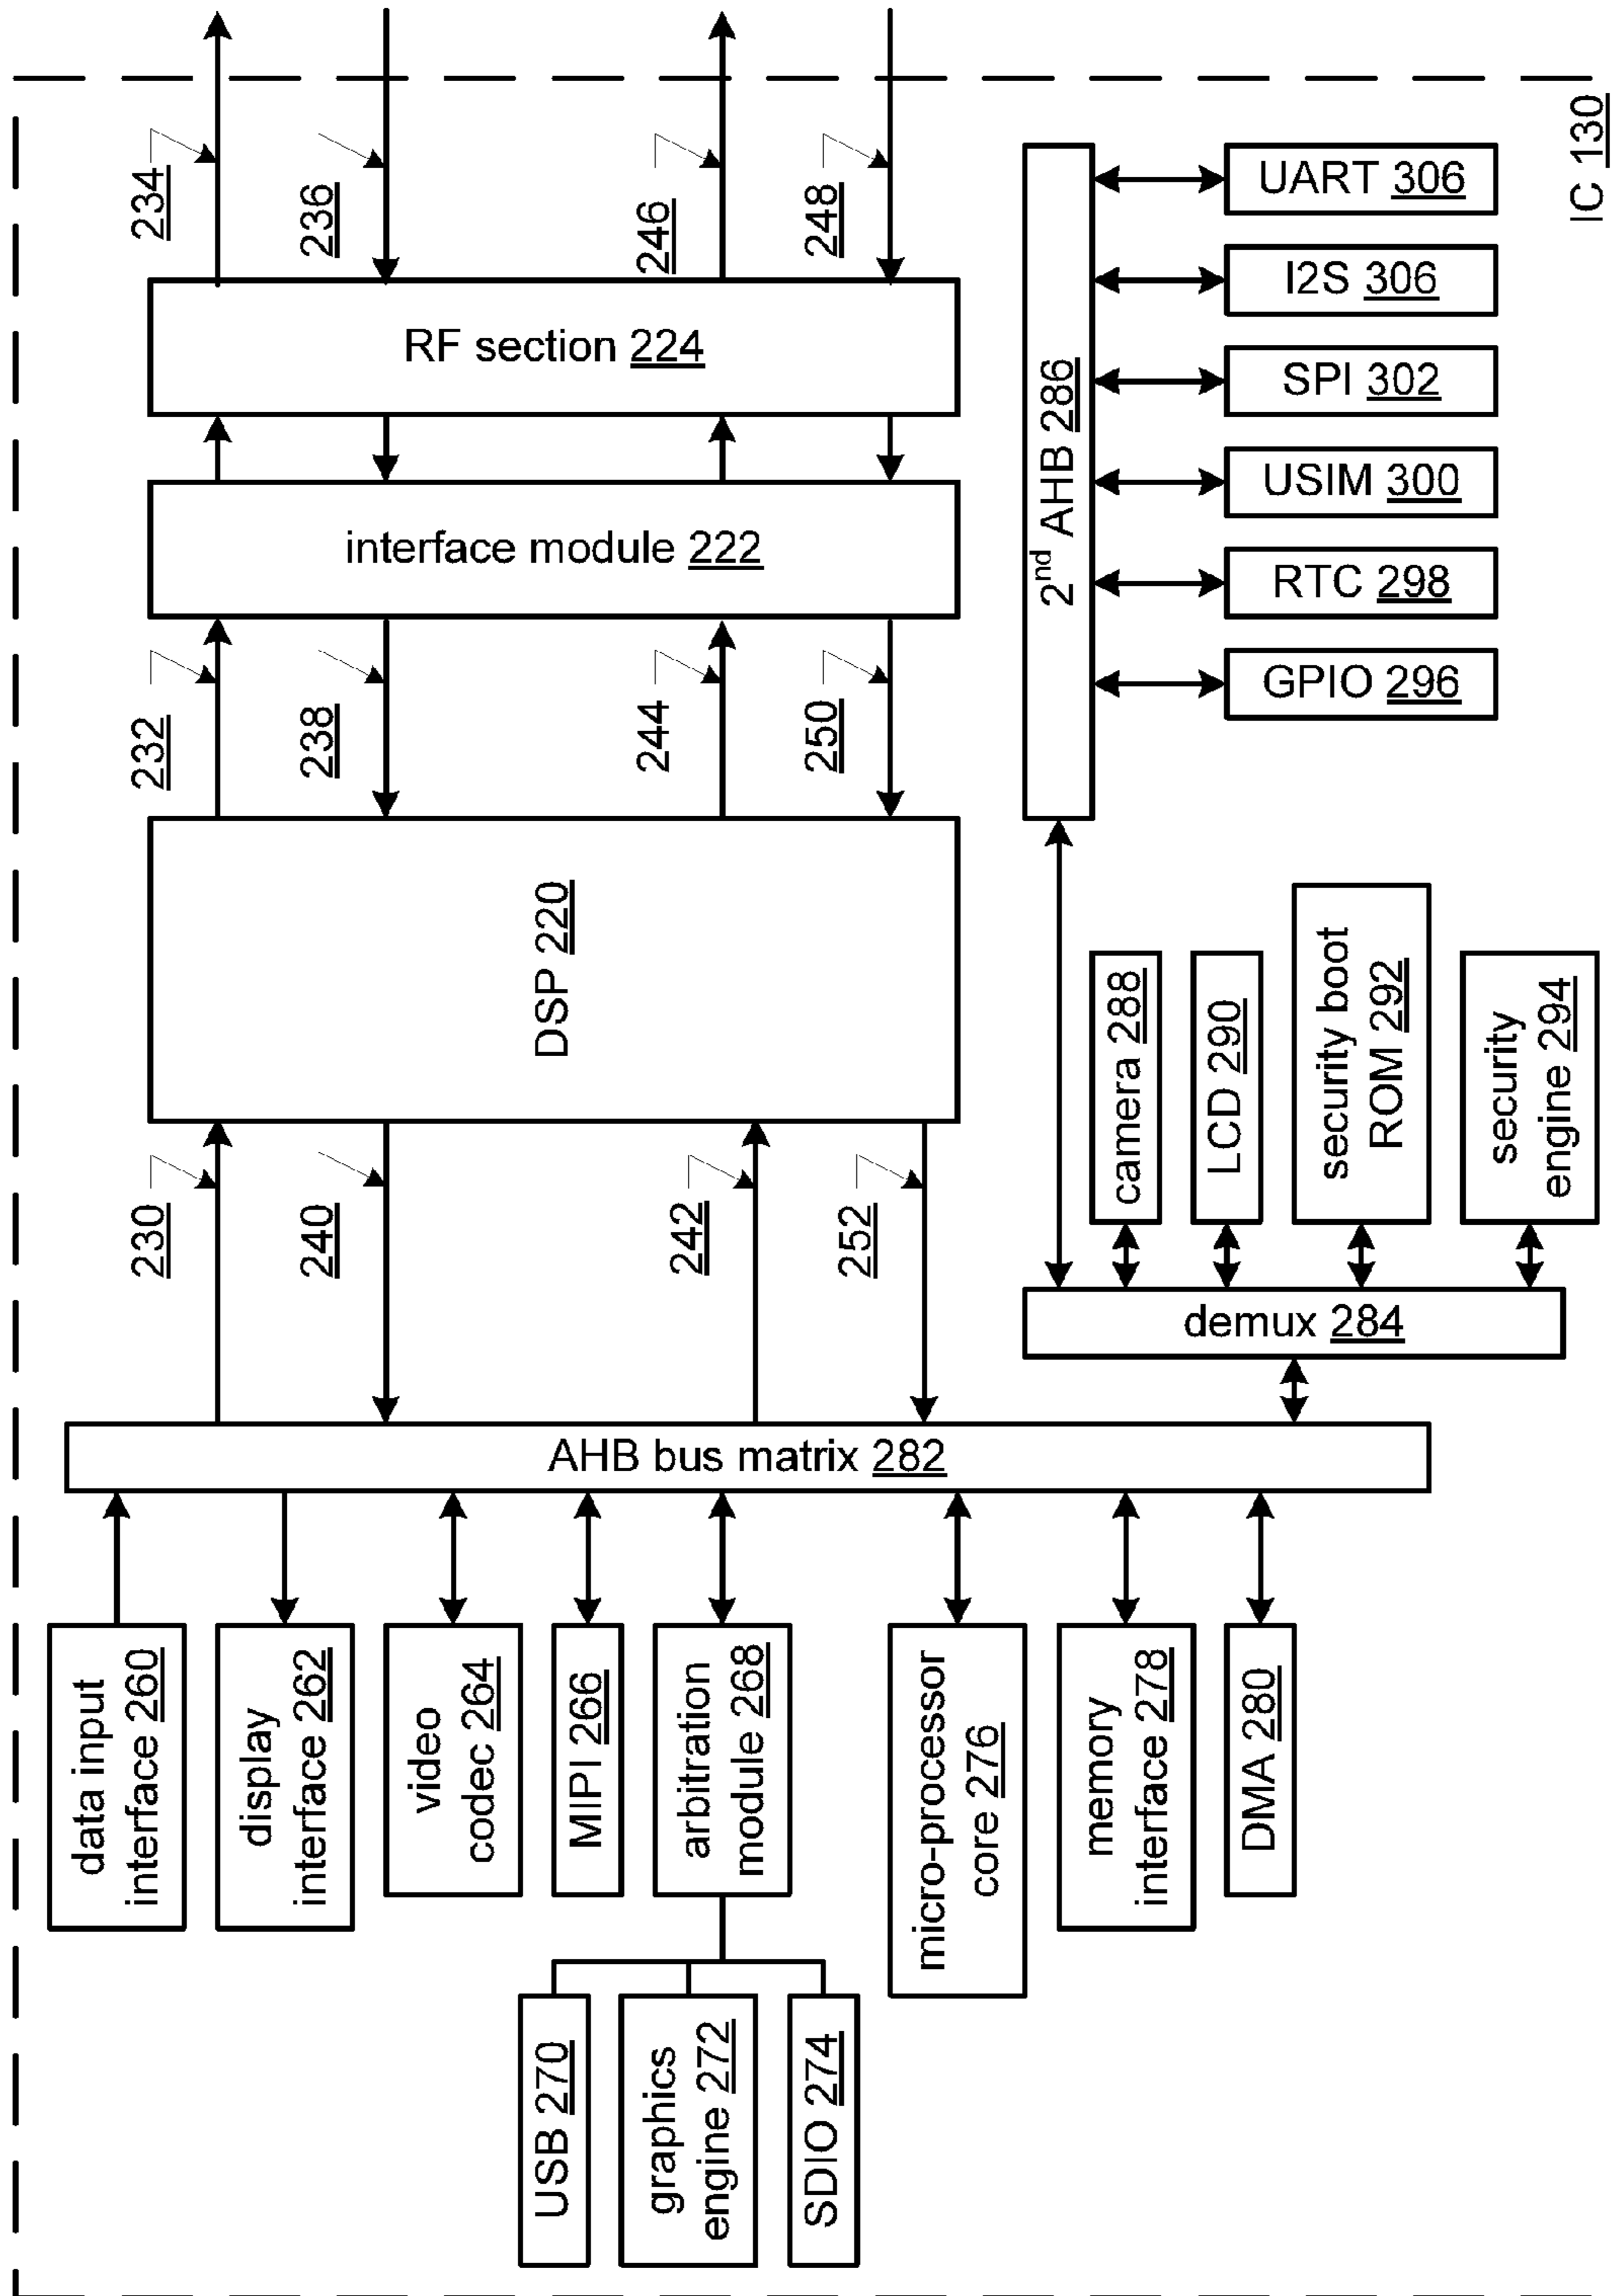 234
236
246
248
RF section 224
interface module 222
232
238
244
250
DSP 220
230
240
242
252
2nd AHB 286
UART 306
I2S 306
SPI 302
USIM 300
RTC 298
GPIO 296
IC 130
camera 288
LCD 290
security boot
ROM 292
security
engine 294
demux 284
AHB bus matrix 282
data input
interface 260
display
interface 262
video
codec 264
MIPI 266
arbitration
module 268
micro-processor
core 276
memory
interface 278
DMA 280
USB 270
graphics
engine 272
SDIO 274